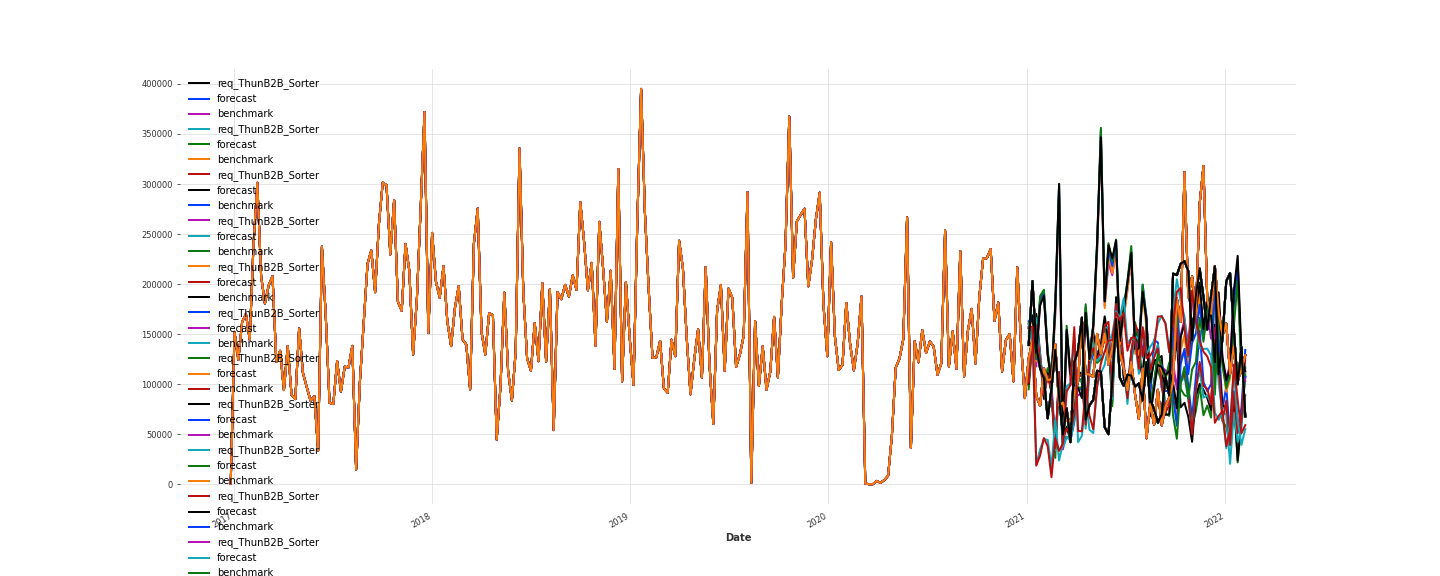 400000
350000
300000
250000
200000
150000
100000
50000
0
req_ThunB2B_Sorter
forecast
benchmark
req_ThunB2B_Sorter
forecast
benchmark
req_ThunB2B_Sorter
forecast
benchmark
req_ThunB2B_Sorter
forecast
benchmark
req_ThunB2B_Sorter
forecast
benchmark
req_ThunB2B_Sorter
forecast
benchmark
req_ThunB2B_Sorter
forecast
benchmark
req_ThunB2B_Sorter
forecast
benchmark
req_ThunB2B_Sorter
forecast
benchmark
req_ThunB2B_Sorter
forecast
benchmark
req_ThunB2B_Sorter
forecast
benchmark
2017
2018
2019
2020
2021
2022
Date